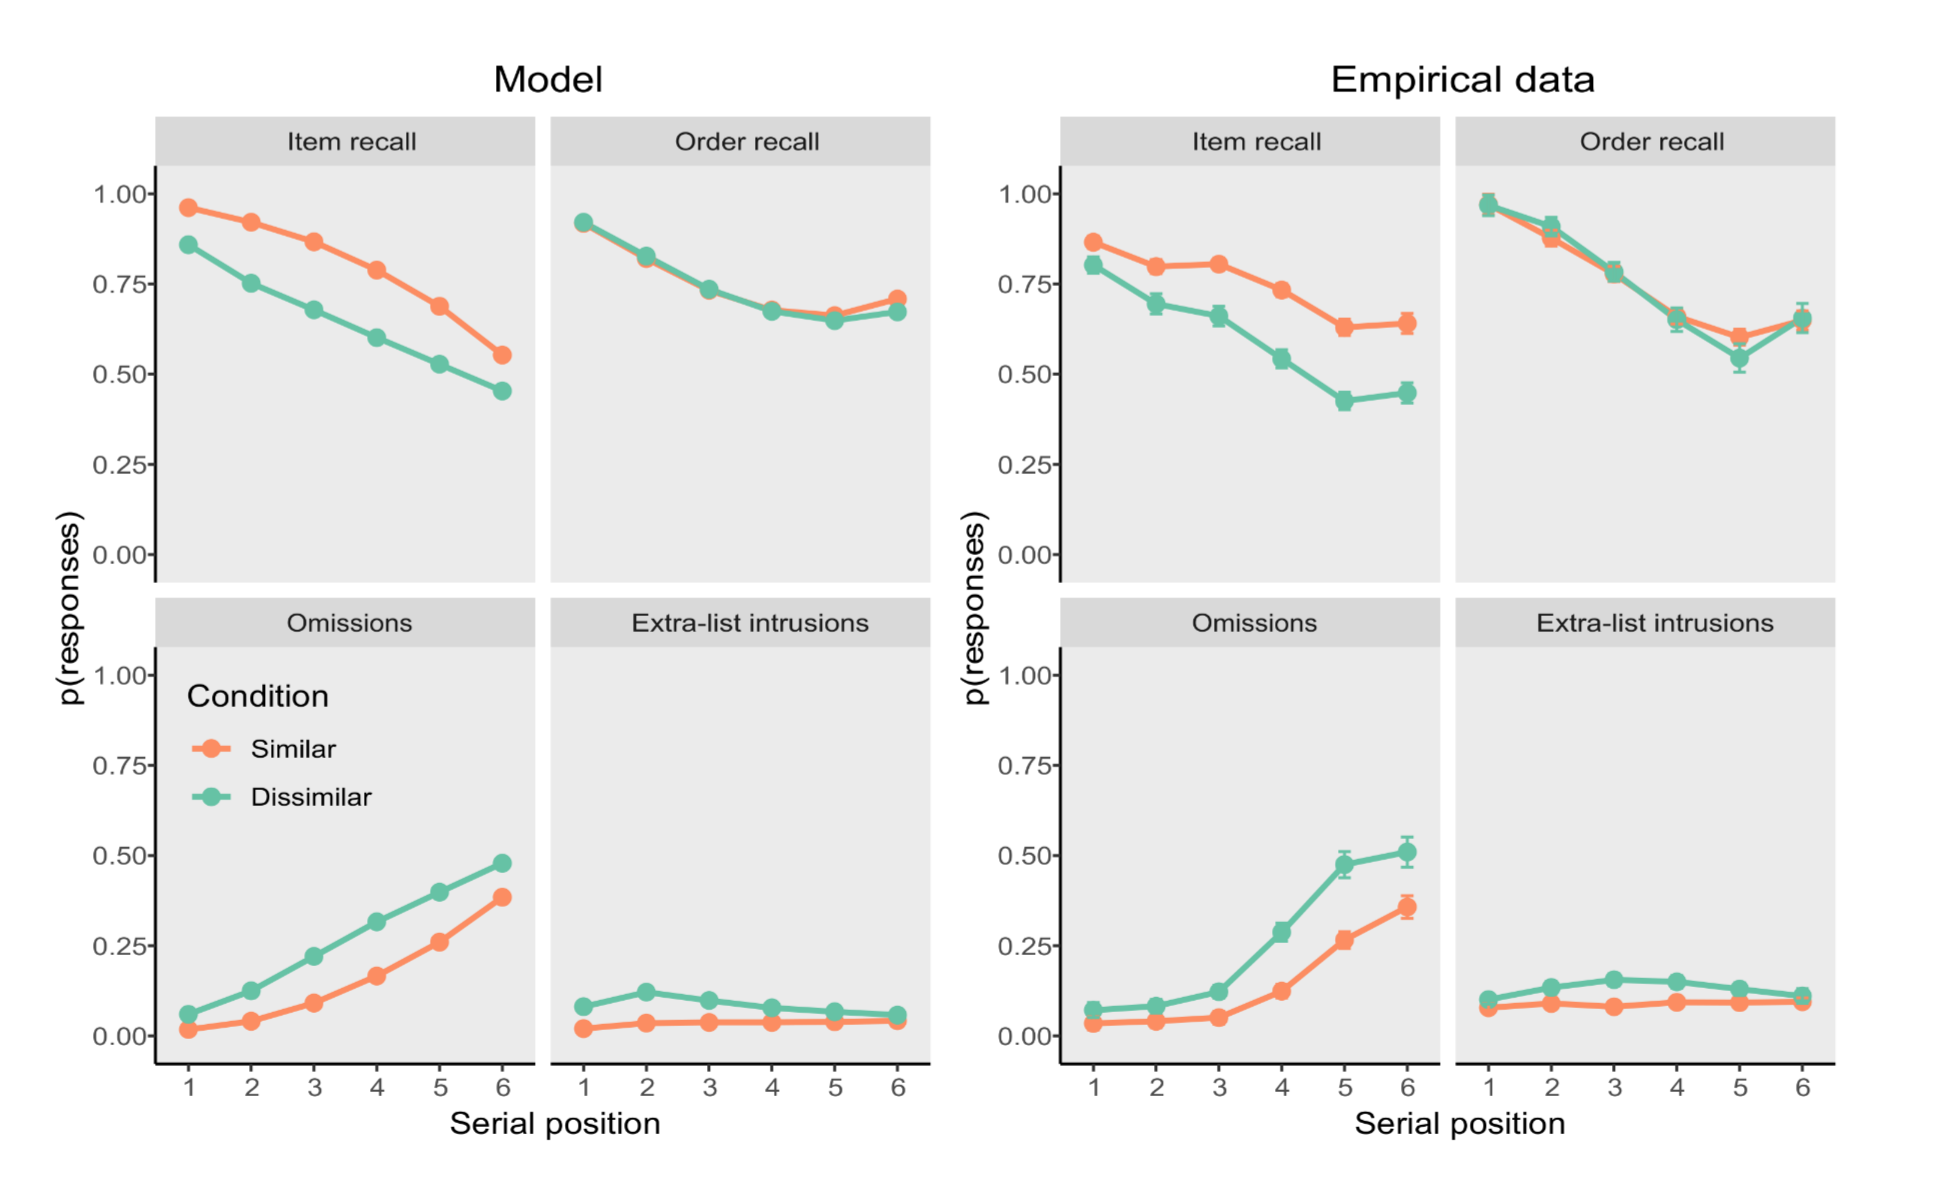 Model
Item recall
Order recall
1.00
0.75
0.50
0.25
0.00
p(responses)
Omissions
Extra-list intrusions
1.00
0.75
0.50
0.25
0.00
Condition
Similar
Dissimilar
1 2 3 4 5 6
1 2 3 4 5 6
Serial position
Empirical data
Item recall
Order recall
1.00
0.75
0.50
0.25
0.00
p(responses)
Omissions
Extra-list intrusions
1.00
0.75
0.50
0.25
0.00
1 2 3 4 5 6
1 2 3 4 5 6
Serial position